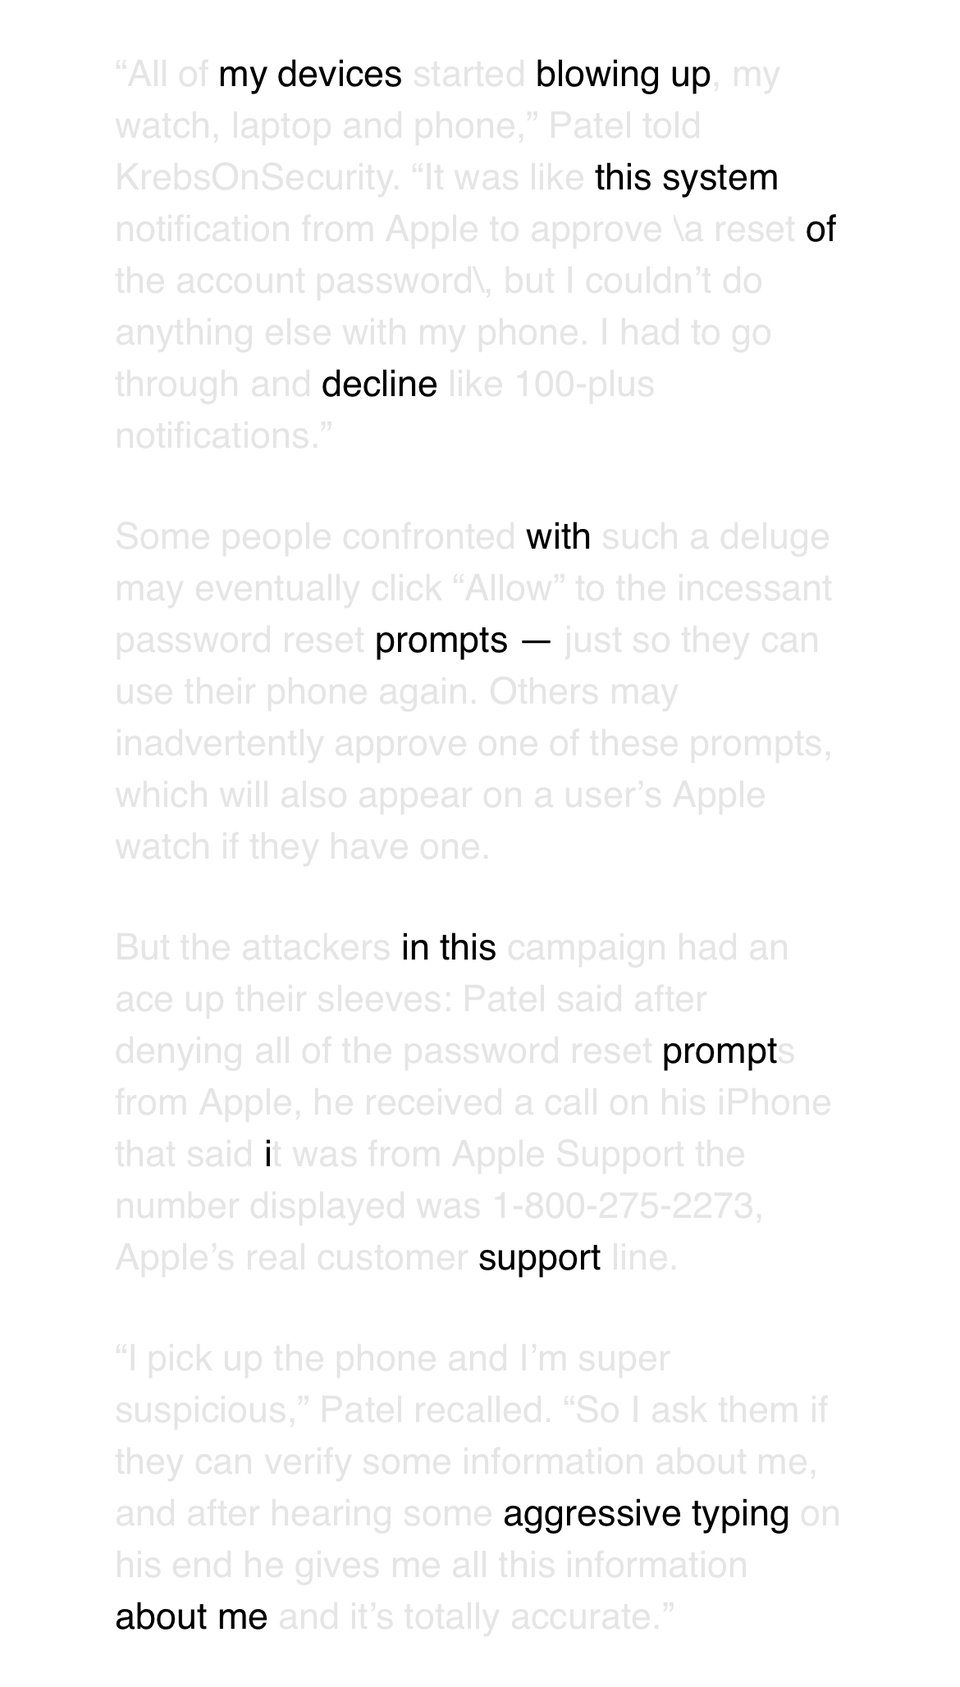 “All of my devices started blowing up, my
watch, laptop and phone,” Patel told
KrebsOnSecurity. “It was like this system
notification from Apple to approve \a reset of
the account password\, but I couldn’t do
anything else with my phone. I had to go
through and decline like 100-plus
notifications.”
Some people confronted with such a deluge
may eventually click “Allow” to the incessant
password reset prompts — just so they can
use their phone again. Others may
inadvertently approve one of these prompts,
which will also appear on a user’s Apple
watch if they have one.
But the attackers in this campaign had an
ace up their sleeves: Patel said after
denying all of the password reset prompts
from Apple, he received a call on his iPhone
that said it was from Apple Support the
number displayed was 1-800-275-2273,
Apple’s real customer support line.
“I pick up the phone and I’m super
suspicious,” Patel recalled. “So I ask them if
they can verify some information about me,
and after hearing some aggressive typing on
his end he gives me all this information
about me and it’s totally accurate.”